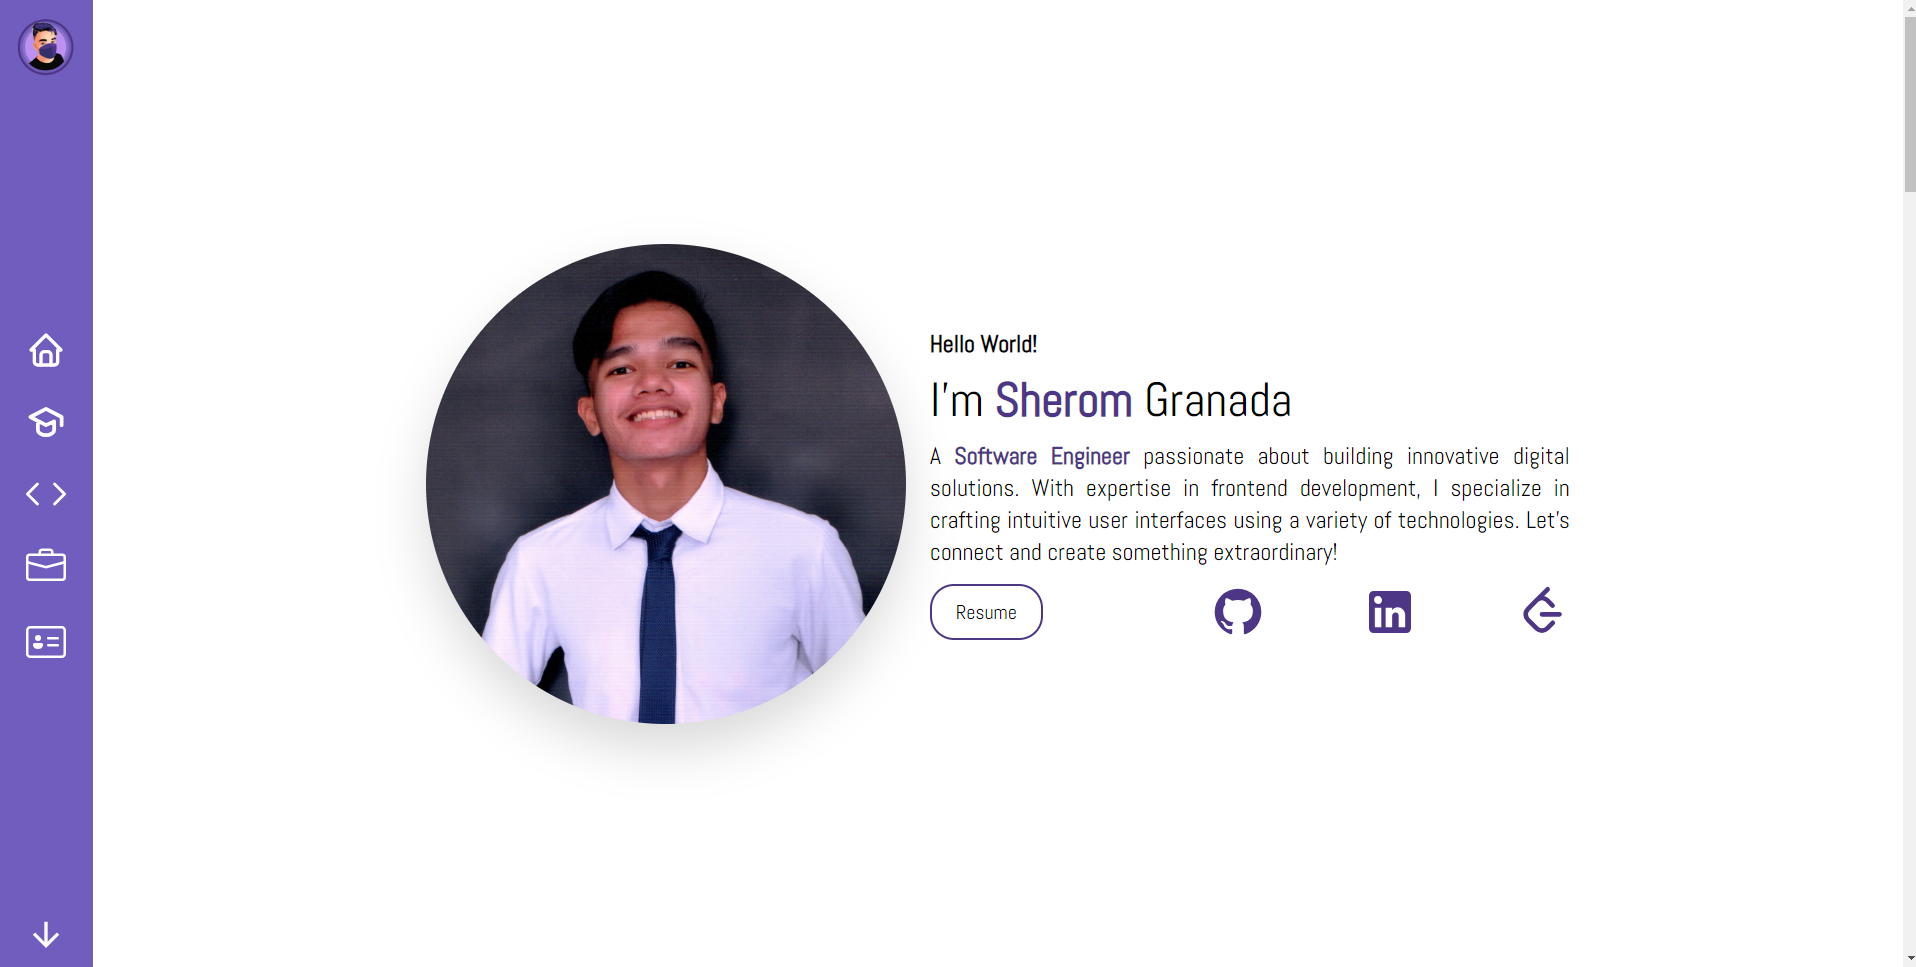 Hello World!
I'm Sherom Granada
A Software Engineer passionate about building innovative digital
solutions. With expertise in frontend development, I specialize in
crafting intuitive user interfaces using a variety of technologies. Let's
connect and create something extraordinary!
Resume
in